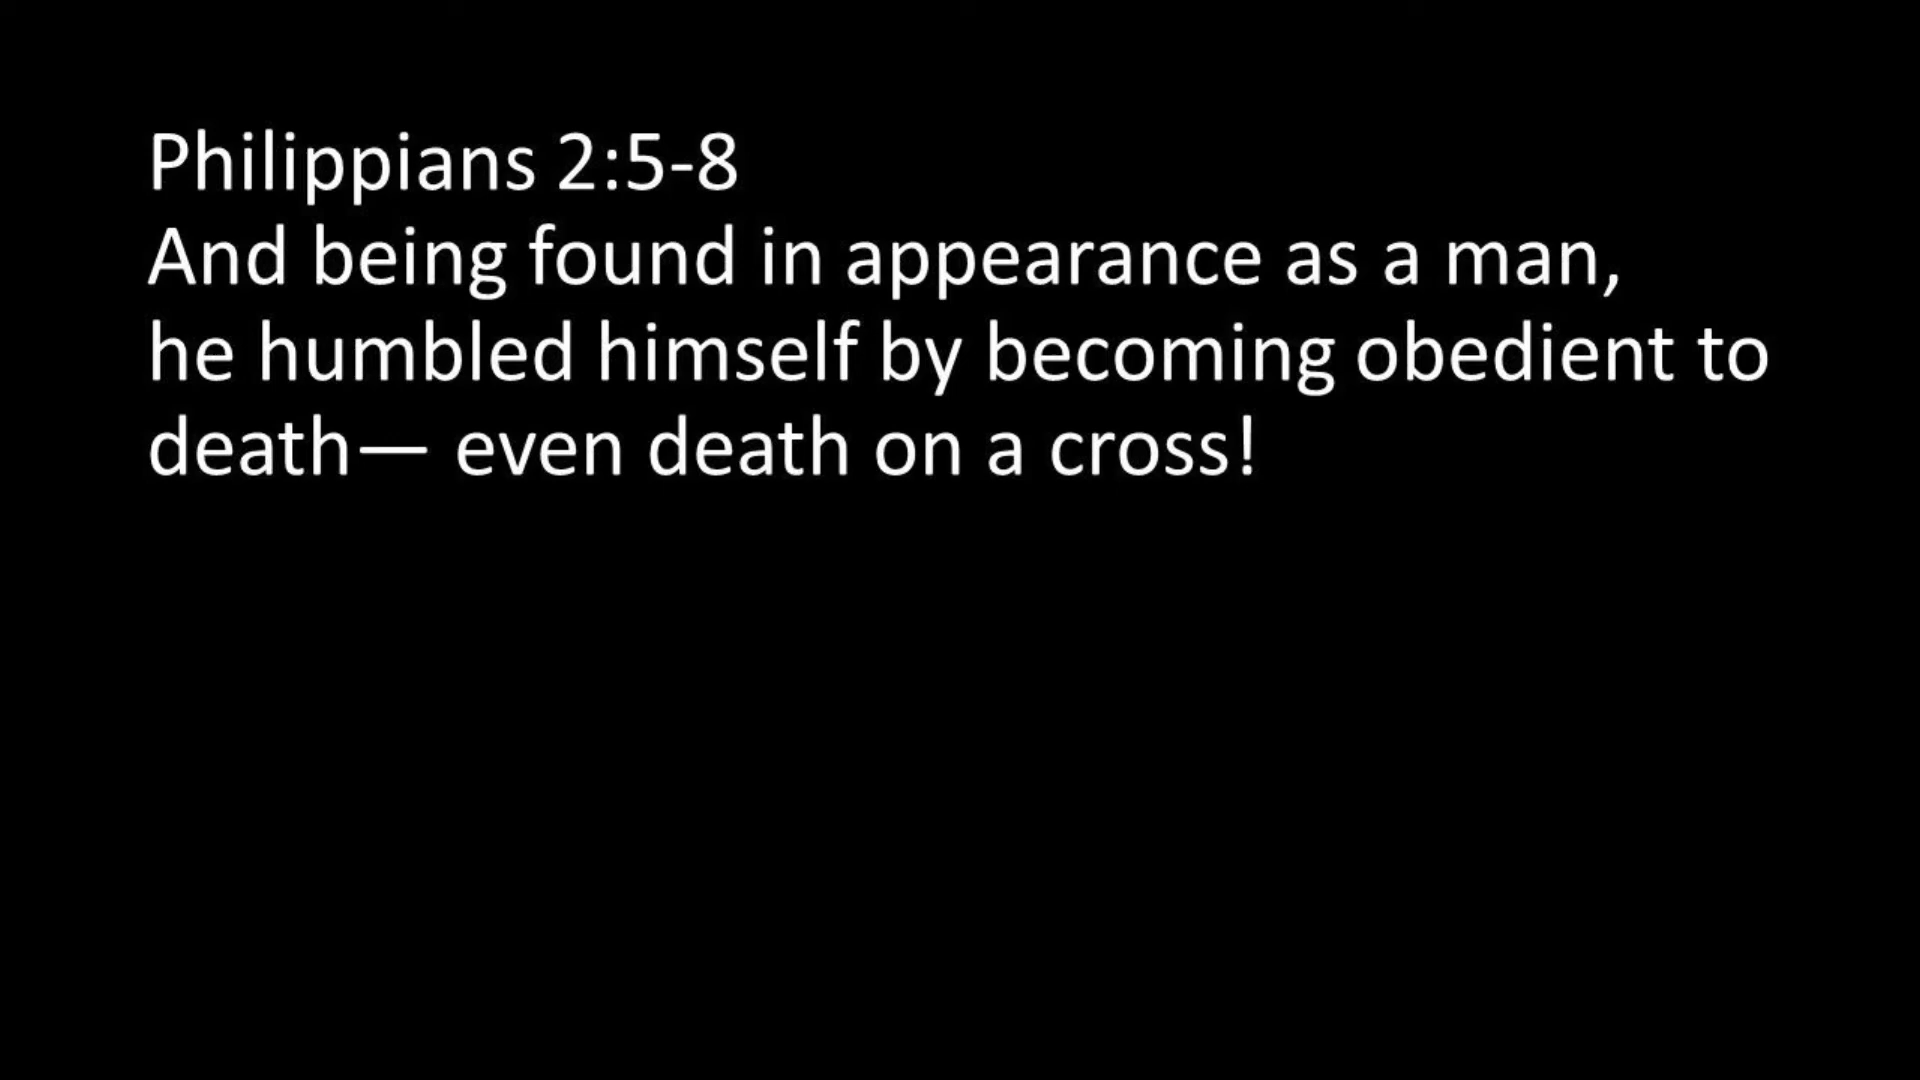 Philippians 2:5-8
And being found in appearance as a man,
he humbled himself by becoming obedient to
death— even death on a cross!